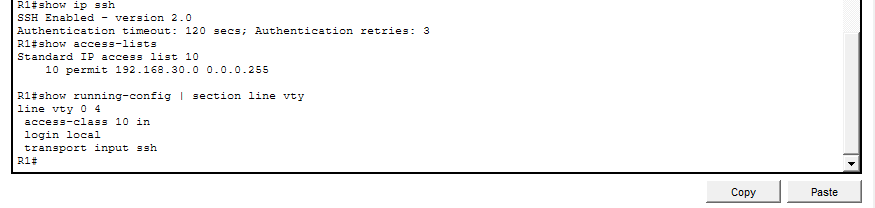 R1#show ip ssh
SSH Enabled - version 2.0
Authentication timeout: 120 secs; Authentication retries: 3
R1#show access-lists
Standard IP access list 10
    10 permit 192.168.30.0 0.0.0.255

R1#show running-config | section line vty
line vty 0 4
 access-class 10 in
 login local
 transport input ssh
R1#
Copy Paste